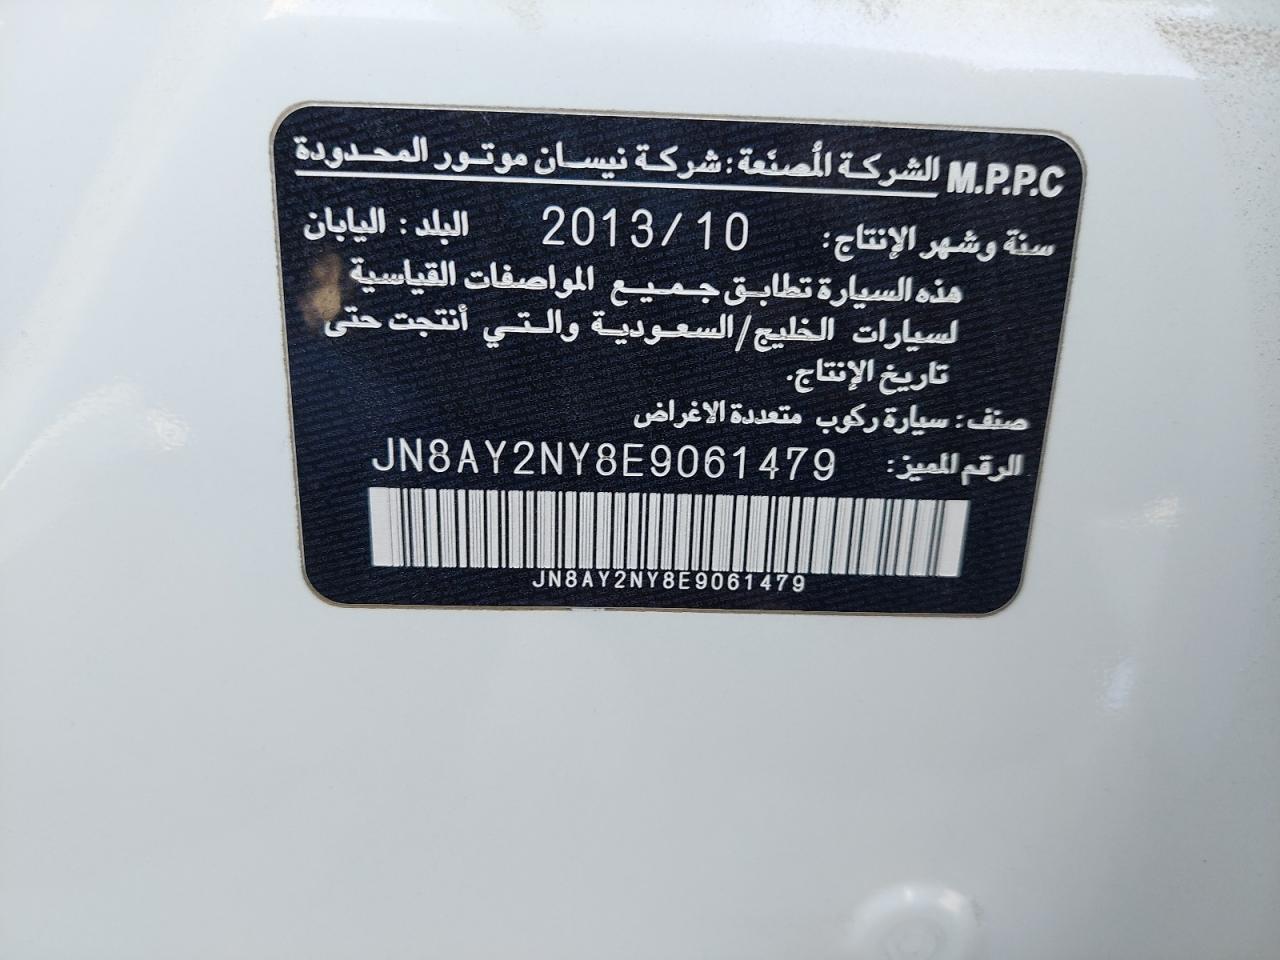 M.P.P.C الشركة المُصنّعة: شركة نيسان موتور المحدودة
سنة وشهر الإنتاج: 2013/10 البلد: اليابان
هذه السيارة تطابق جميع المواصفات القياسية
لسيارات الخليج/السعودية والتي أنتجت حتى
تاريخ الإنتاج.
صنف: سيارة ركوب متعددة الاغراض
الرقم المميز: JN8AY2NY8E9061479
JN8AY2NY8E9061479